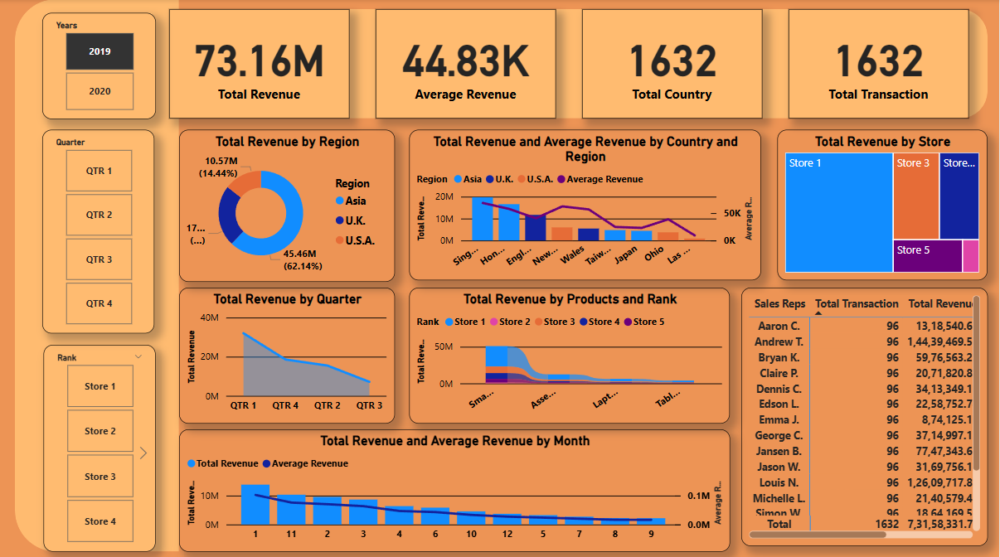 Years
2019
2020
73.16M
Total Revenue
44.83K
Average Revenue
1632
Total Country
1632
Total Transaction
Quarter
QTR 1
QTR 2
QTR 3
QTR 4
Rank
Store 1
Store 2
Store 3
Store 4
Total Revenue by Region
10.57M
(14.44%)
17...
(...)
45.46M
(62.14%)
Region
Asia
U.K.
U.S.A.
Total Revenue and Average Revenue by Country and
Region
Region Asia U.K. U.S.A. Average Revenue
Total Reve...
20M
10M
0M
50K
0K
Average R...
Sing... Hon... Engl... New... Wales Taiw... Japan Ohio Las ...
Total Revenue by Store
Store 1
Store 3
Store...
Store 5
Total Revenue by Quarter
Total Revenue
40M
20M
0M
QTR 1 QTR 4 QTR 2 QTR 3
Total Revenue by Products and Rank
Rank Store 1 Store 2 Store 3 Store 4 Store 5
Total Reve...
50M
0M
Sma... Asse... Lapt... Tabl...
Total Revenue and Average Revenue by Month
Total Revenue Average Revenue
Total Reve...
10M
0M
0.1M
0.0M
Average R...
1 11 2 3 4 6 10 12 5 7 8 9
Sales Reps Total Transaction Total Revenu
Aaron C. 96 13,18,540.6
Andrew T. 96 1,44,39,469.5
Bryan K. 96 59,76,563.2
Claire P. 96 20,71,820.8
Dennis C. 96 34,13,349.1
Edson L. 96 22,58,752.7
Emma J. 96 8,74,125.1
George C. 96 37,14,997.1
Jansen B. 96 77,47,343.6
Jason W. 96 31,69,756.1
Louis N. 96 1,26,09,717.8
Michelle L. 96 21,40,579.4
Simon W. 96 18,64,169.5
Total 1632 7,31,58,331.7